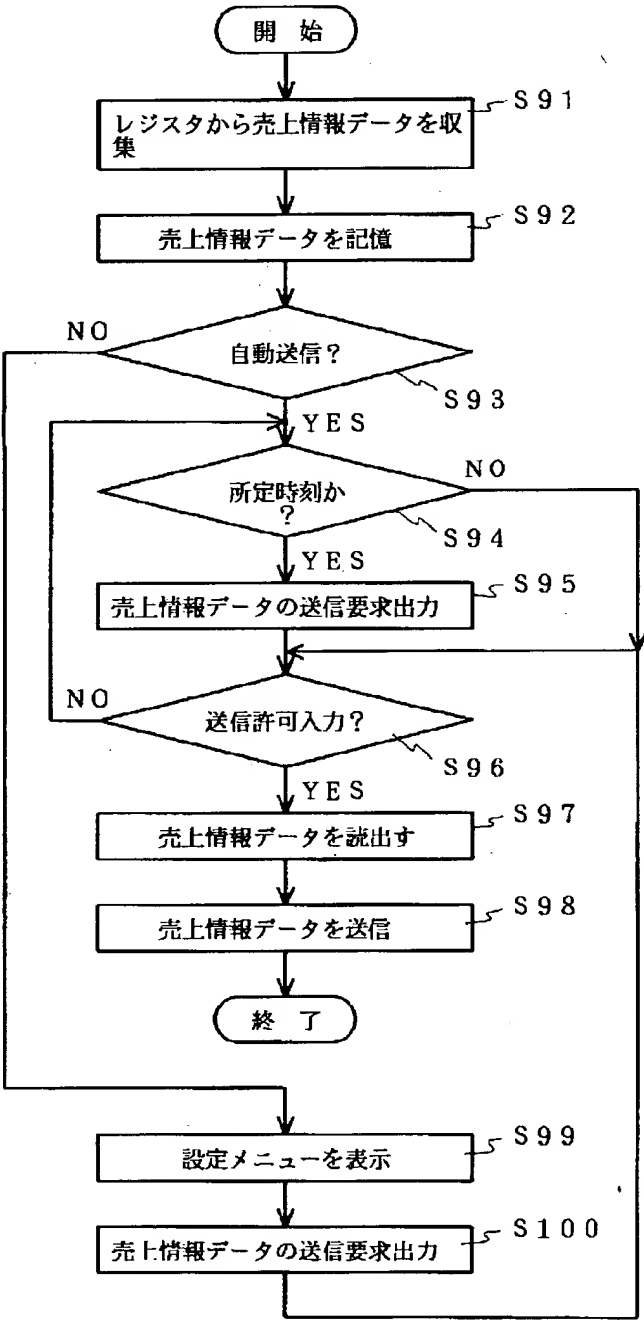 開 始
S91
レジスタから売上情報データを収
集
S92
売上情報データを記憶
NO
自動送信？
S93
YES
NO
所定時刻か
？
S94
YES
S95
売上情報データの送信要求出力
NO
送信許可入力？
S96
YES
S97
売上情報データを読出す
S98
売上情報データを送信
終 了
S99
設定メニューを表示
S100
売上情報データの送信要求出力